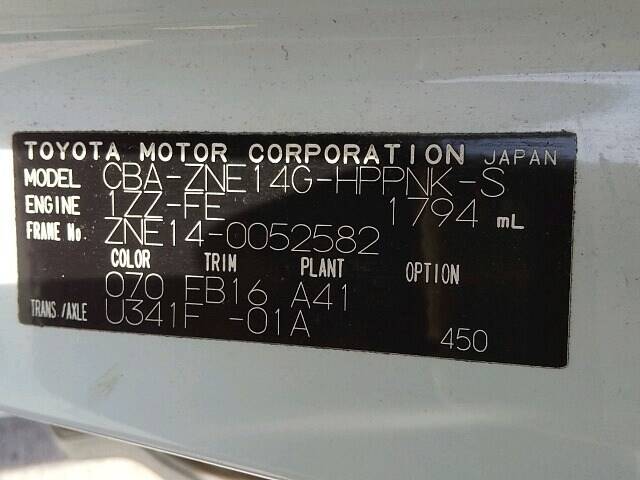 TOYOTA MOTOR CORPORATION JAPAN
MODEL CBA-ZNE14G-HPPNK-S
ENGINE 1ZZ-FE 1794 mL
FRAME No. ZNE14-0052582
COLOR TRIM PLANT OPTION
070 FB16 A41
TRANS./AXLE U341F -01A
450